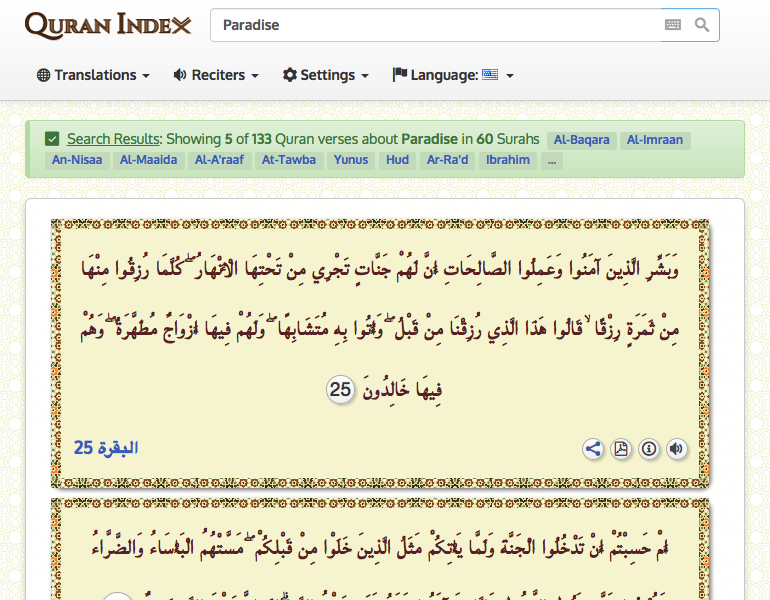 QURAN INDEX
Paradise
Translations Reciters Settings Language:
Search Results: Showing 5 of 133 Quran verses about Paradise in 60 Surahs Al-Baqara Al-Imraan
An-Nisaa Al-Maaida Al-A'raaf At-Tawba Yunus Hud Ar-Ra'd Ibrahim ...
وَبَشِّرِ الَّذِينَ آمَنُوا وَعَمِلُوا الصَّالِحَاتِ أَنَّ لَهُمْ جَنَّاتٍ تَجْرِي مِنْ تَحْتِهَا الْأَنْهَارُ ۖ كُلَّمَا رُزِقُوا مِنْهَا
مِنْ ثَمَرَةٍ رِزْقًا ۙ قَالُوا هَٰذَا الَّذِي رُزِقْنَا مِنْ قَبْلُ ۖ وَأُتُوا بِهِ مُتَشَابِهًا ۖ وَلَهُمْ فِيهَا أَزْوَاجٌ مُطَهَّرَةٌ ۖ وَهُمْ
فِيهَا خَالِدُونَ 25
البقرة 25
أَمْ حَسِبْتُمْ أَنْ تَدْخُلُوا الْجَنَّةَ وَلَمَّا يَأْتِكُمْ مَثَلُ الَّذِينَ خَلَوْا مِنْ قَبْلِكُمْ ۖ مَسَّتْهُمُ الْبَأْسَاءُ وَالضَّرَّاءُ